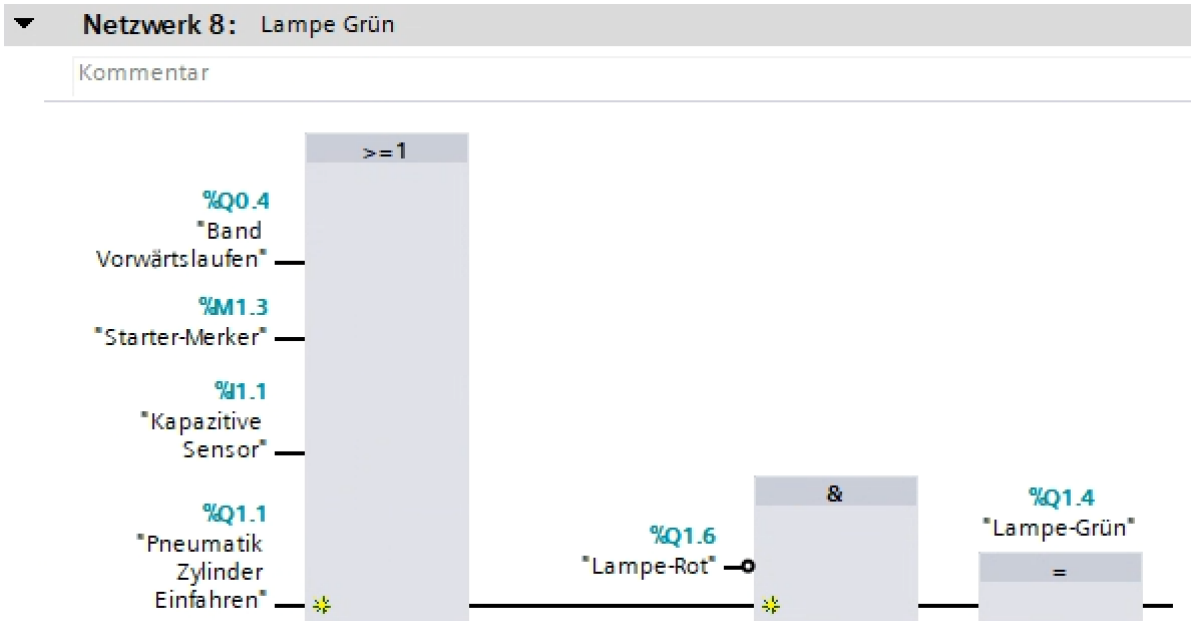 Netzwerk 8: Lampe Grün
Kommentar
>=1
%Q0.4
"Band
Vorwärtslaufen"
%M1.3
"Starter-Merker"
%I1.1
"Kapazitive
Sensor"
%Q1.1
"Pneumatik
Zylinder
Einfahren"
%Q1.6
"Lampe-Rot"
&
%Q1.4
"Lampe-Grün"
=